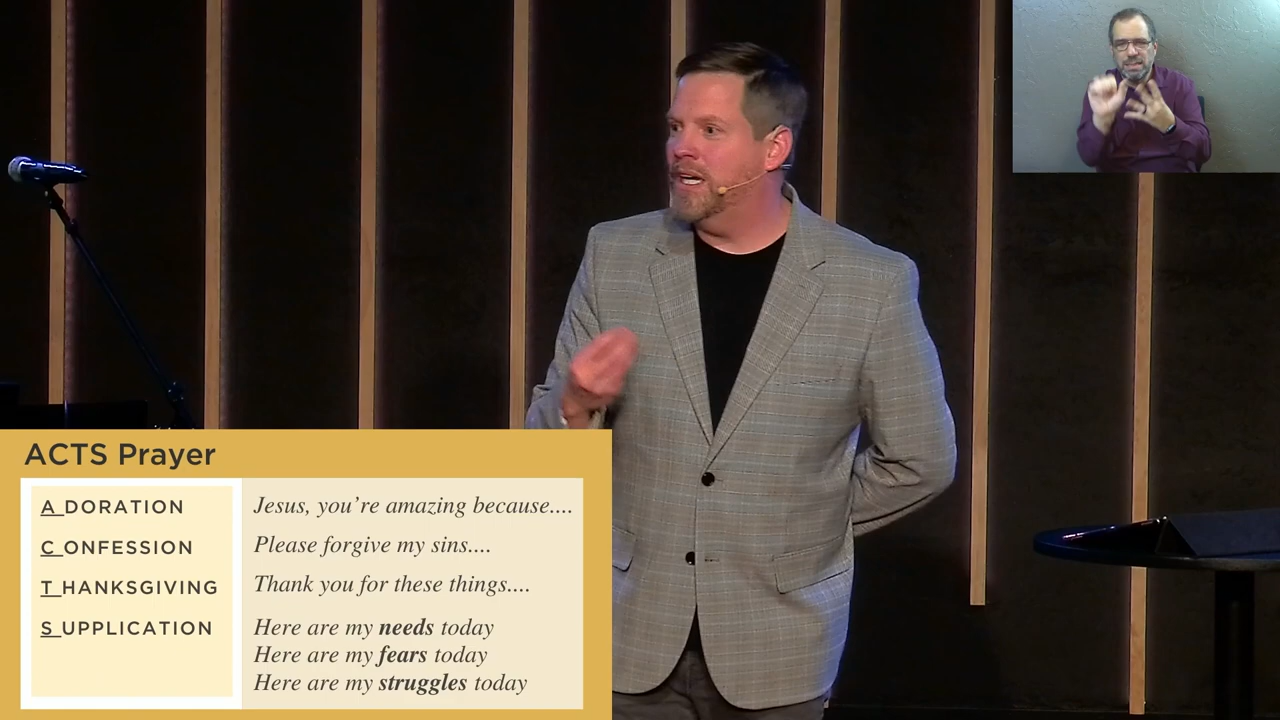 ACTS Prayer
A DORATION Jesus, you're amazing because....
C ONFESSION Please forgive my sins....
T HANKSGIVING Thank you for these things....
S UPPLICATION Here are my needs today
Here are my fears today
Here are my struggles today